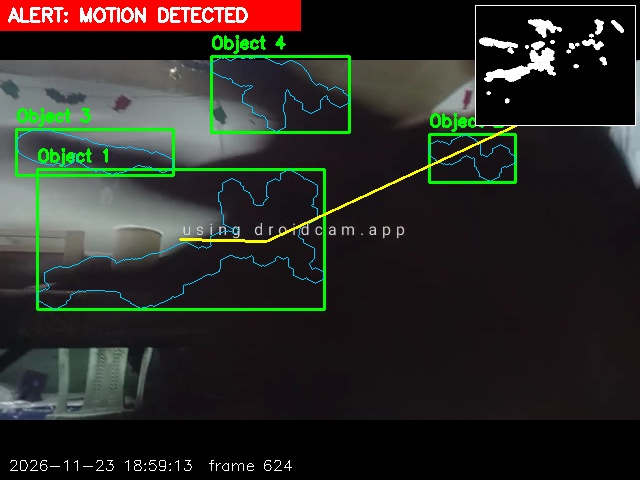 ALERT: MOTION DETECTED
Object 4
Object 3
Object
Object 1
using droidcam.app
2026-11-23 18:59:13 frame 624